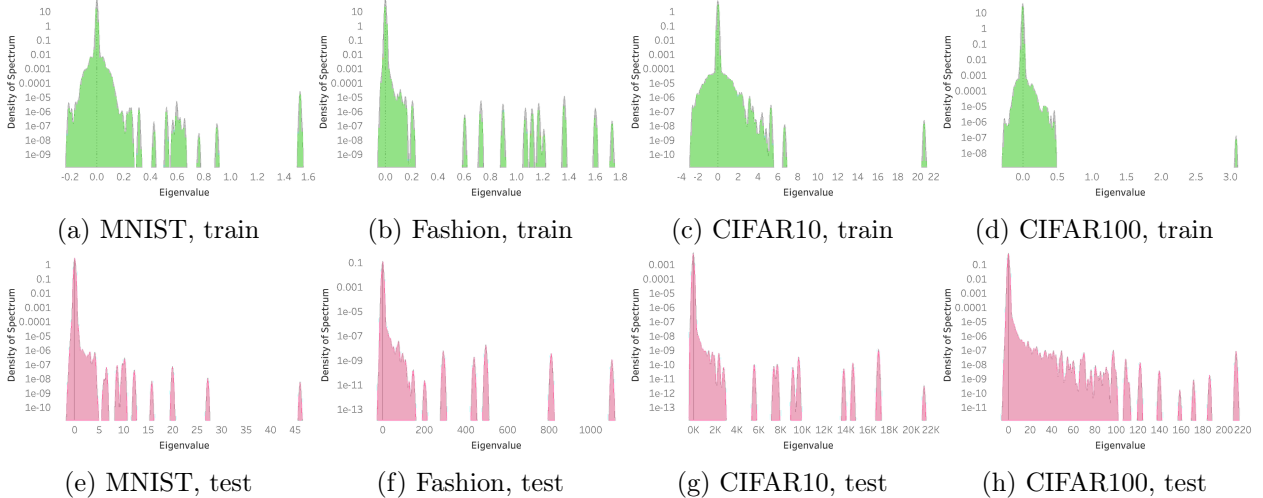 10
1
0.1
0.01
0.001
0.0001
1e-05
1e-06
1e-07
1e-08
1e-09
Density of Spectrum
-0.2 0.0 0.2 0.4 0.6 0.8 1.0 1.2 1.4 1.6
Eigenvalue
(a) MNIST, train
10
1
0.1
0.01
0.001
0.0001
1e-05
1e-06
1e-07
1e-08
1e-09
Density of Spectrum
0.0 0.2 0.4 0.6 0.8 1.0 1.2 1.4 1.6 1.8
Eigenvalue
(b) Fashion, train
1
0.1
0.01
0.001
0.0001
1e-05
1e-06
1e-07
1e-08
1e-09
1e-10
Density of Spectrum
-4 -2 0 2 4 6 8 10 12 14 16 18 20 22
Eigenvalue
(c) CIFAR10, train
10
1
0.1
0.01
0.001
0.0001
1e-05
1e-06
1e-07
1e-08
Density of Spectrum
0.0 0.5 1.0 1.5 2.0 2.5 3.0
Eigenvalue
(d) CIFAR100, train
1
0.1
0.01
0.001
0.0001
1e-05
1e-06
1e-07
1e-08
1e-09
1e-10
Density of Spectrum
0 5 10 15 20 25 30 35 40 45
Eigenvalue
(e) MNIST, test
0.1
0.001
1e-05
1e-07
1e-09
1e-11
1e-13
Density of Spectrum
0 200 400 600 800 1000
Eigenvalue
(f) Fashion, test
0.001
1e-05
1e-06
1e-07
1e-08
1e-09
1e-10
1e-11
1e-12
1e-13
Density of Spectrum
0K 2K 4K 6K 8K 10K 12K 14K 16K 18K 20K 22K
Eigenvalue
(g) CIFAR10, test
0.1
0.01
0.001
0.0001
1e-05
1e-06
1e-07
1e-08
1e-09
1e-10
1e-11
Density of Spectrum
0 20 40 60 80 100 120 140 160 180 200 220
Eigenvalue
(h) CIFAR100, test